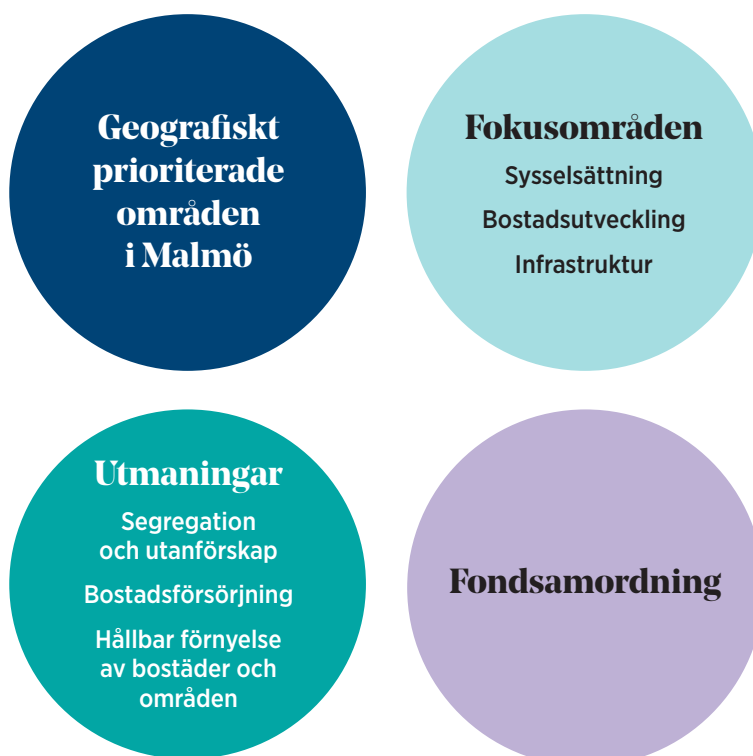 Geografiskt
prioriterade
områden
i Malmö
Fokusområden
Sysselsättning
Bostadsutveckling
Infrastruktur
Utmaningar
Segregation
och utanförskap
Bostadsförsörjning
Hållbar förnyelse
av bostäder och
områden
Fondsamordning